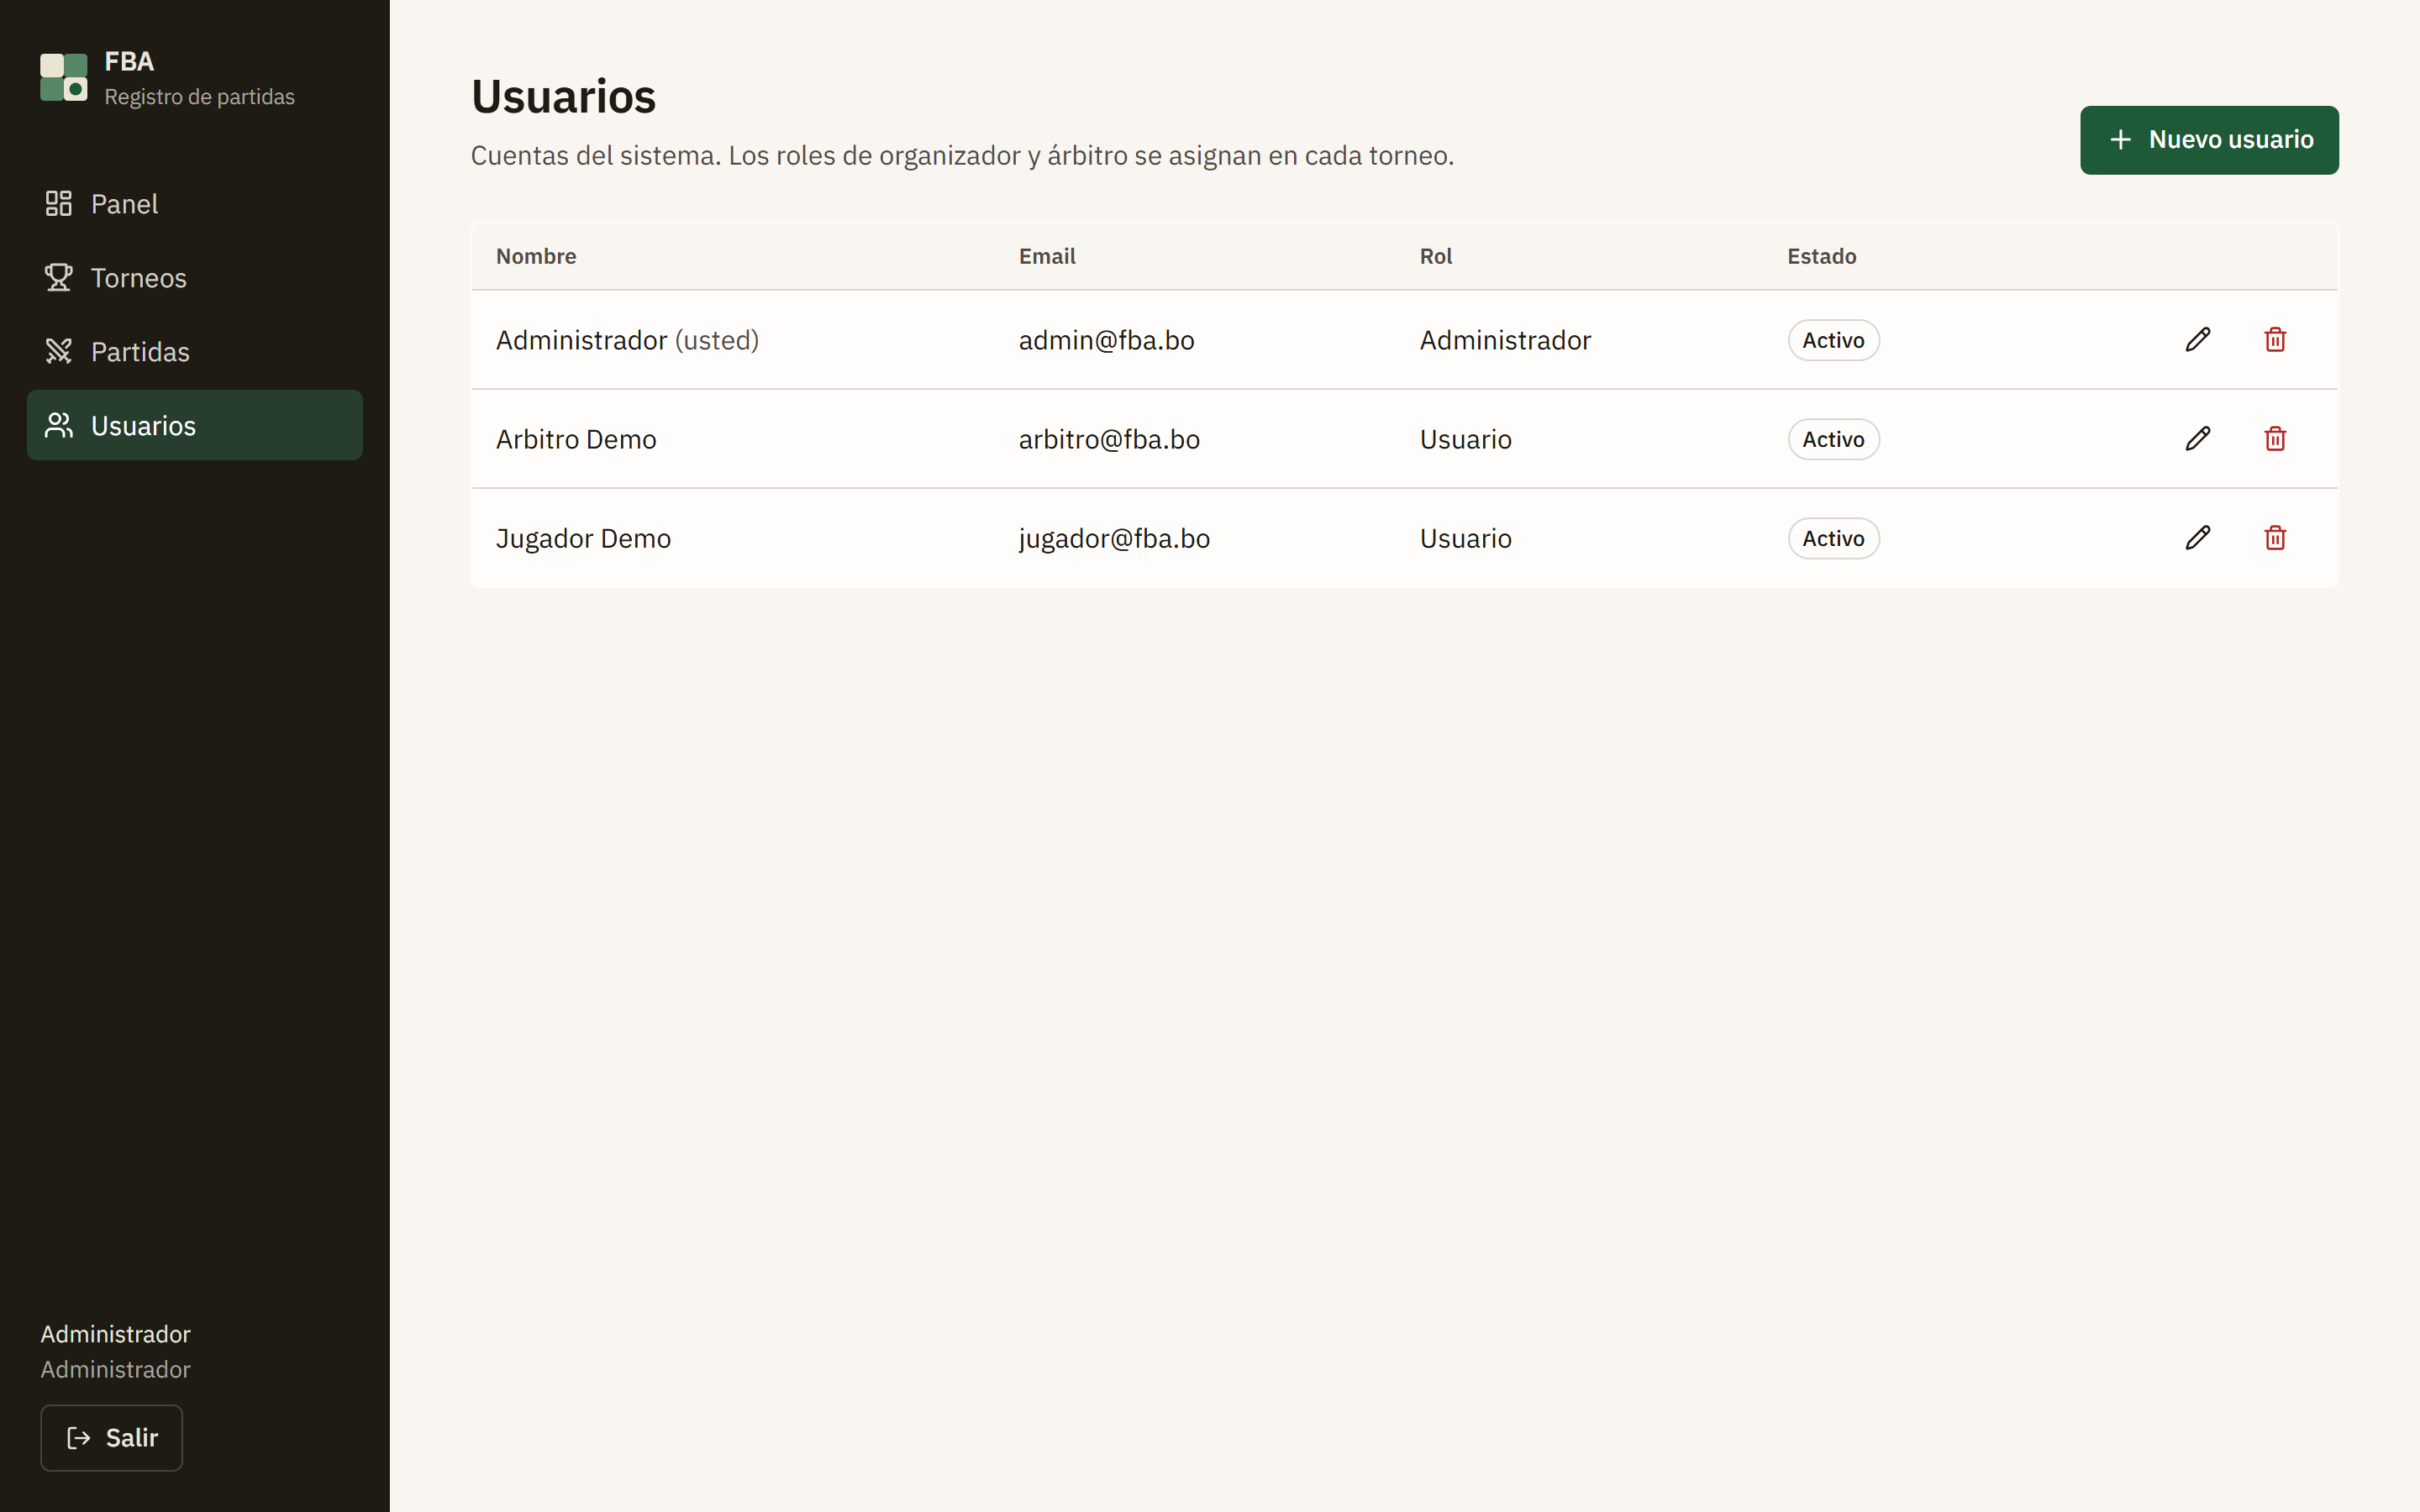 FBA
Registro de partidas
Panel
Torneos
Partidas
Usuarios
Administrador
Administrador
Salir
Usuarios
Cuentas del sistema. Los roles de organizador y árbitro se asignan en cada torneo.
Nuevo usuario
Nombre Email Rol Estado
Administrador (usted) admin@fba.bo Administrador Activo
Arbitro Demo arbitro@fba.bo Usuario Activo
Jugador Demo jugador@fba.bo Usuario Activo